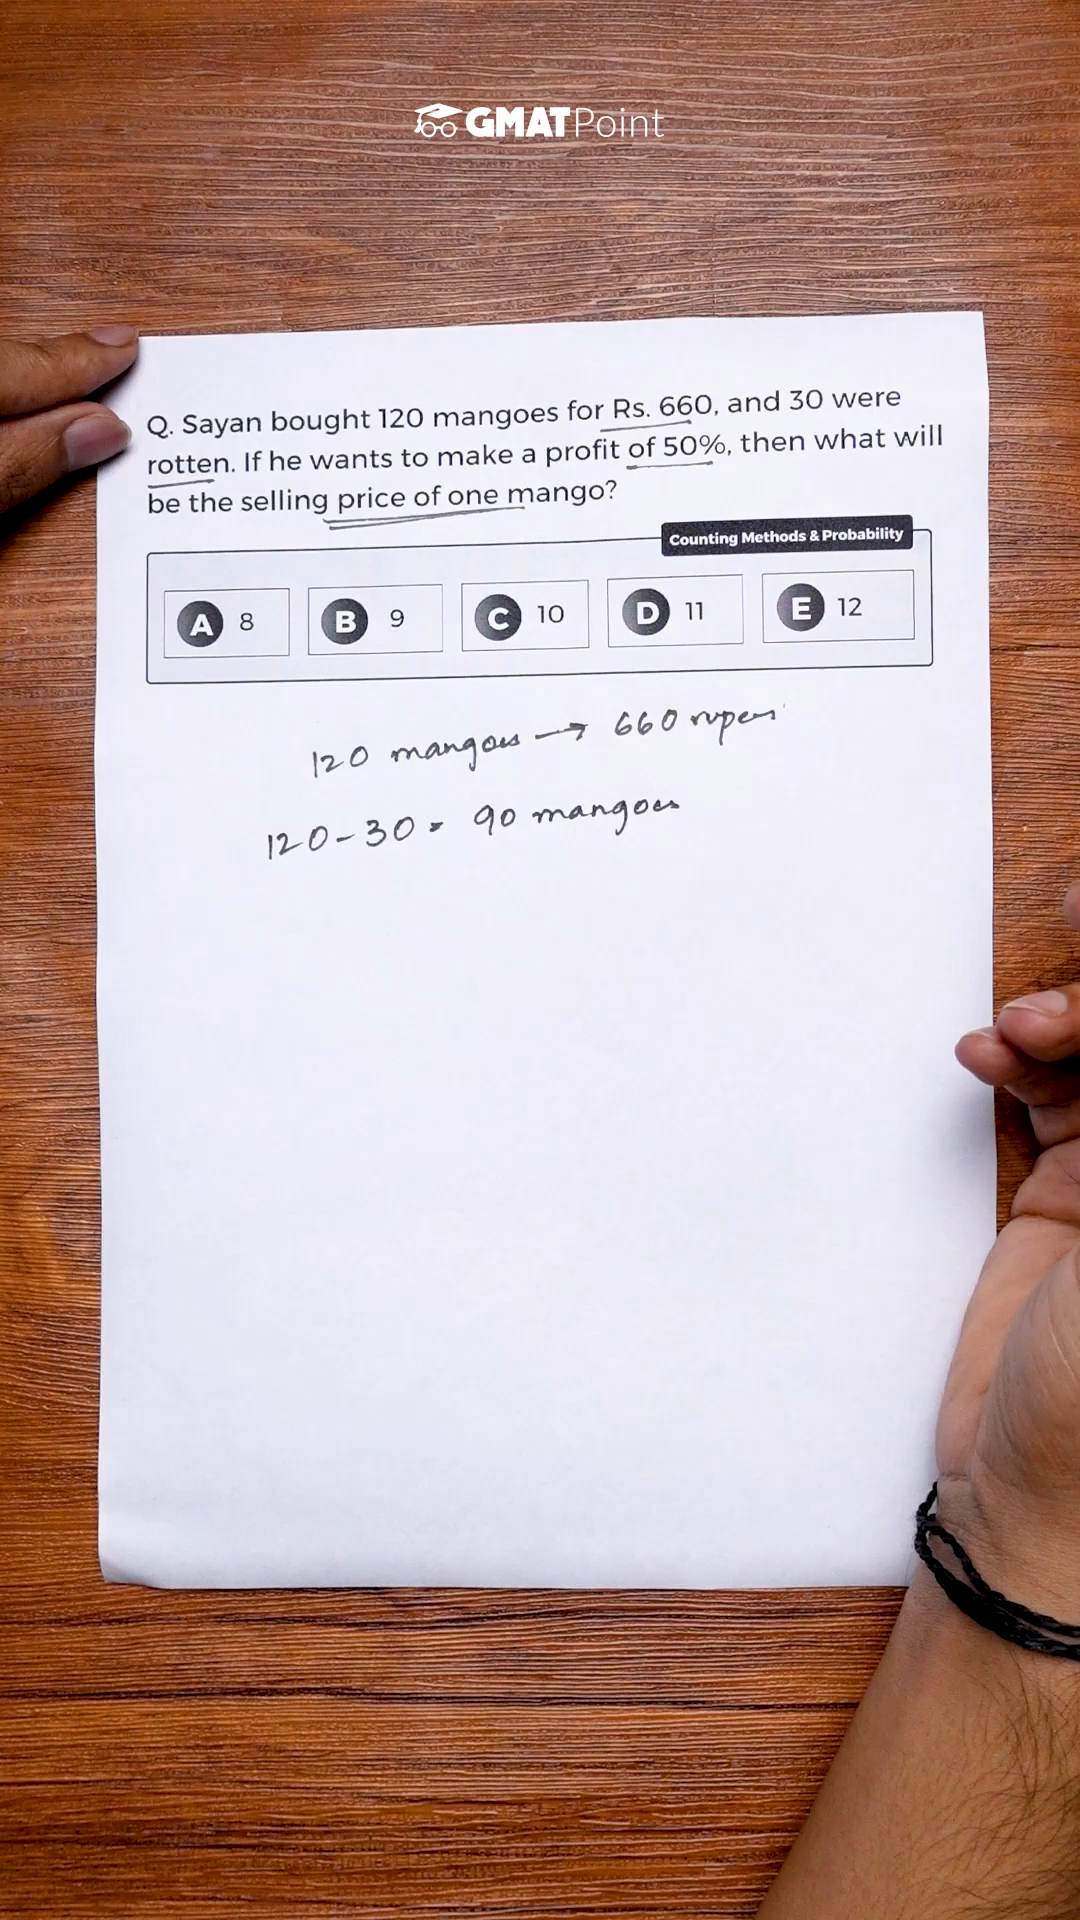 GMATPoint
Q. Sayan bought 120 mangoes for Rs. 660, and 30 were
rotten. If he wants to make a profit of 50%, then what will
be the selling price of one mango?
Counting Methods & Probability
A 8 B 9 C 10 D 11 E 12
120 mangoes → 660 rupees
120-30 = 90 mangoes